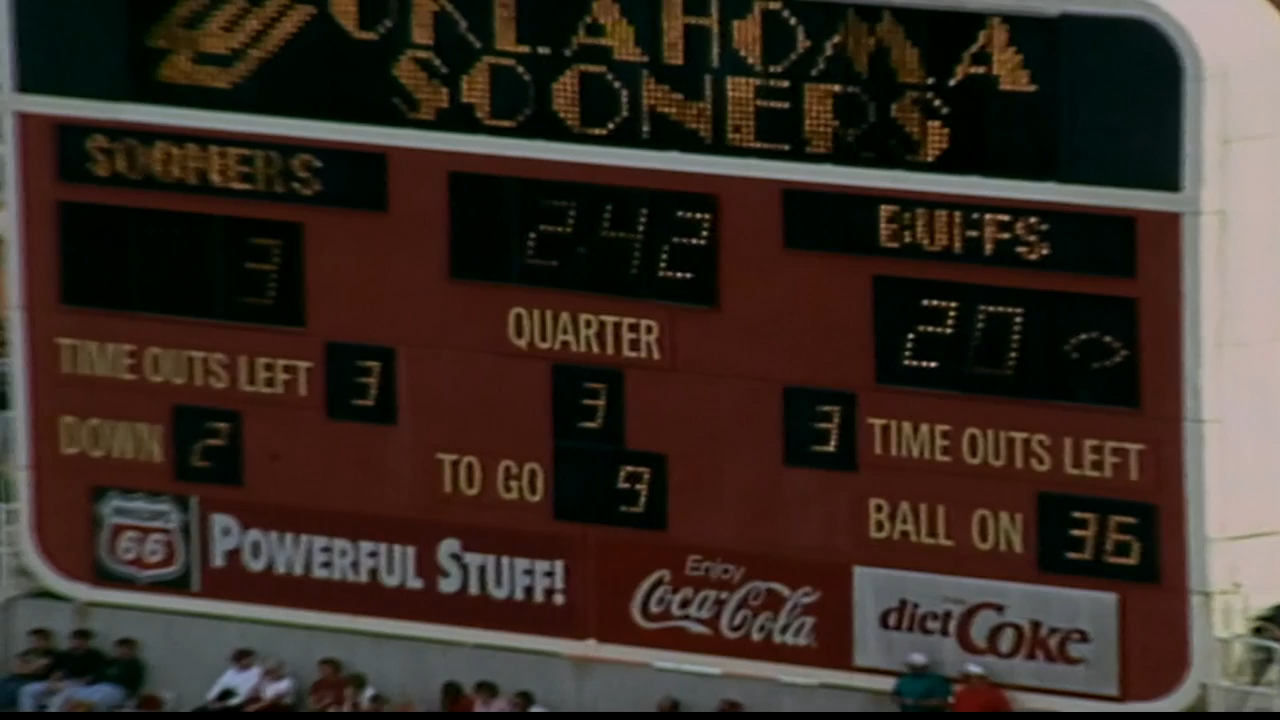 OKLAHOMA
SOONERS
SOONERS
2:42
BUFFS
3
20
QUARTER
TIME OUTS LEFT 3
3
3 TIME OUTS LEFT
DOWN 2
TO GO 9
BALL ON 36
66
POWERFUL STUFF!
Enjoy
Coca-Cola
diet Coke